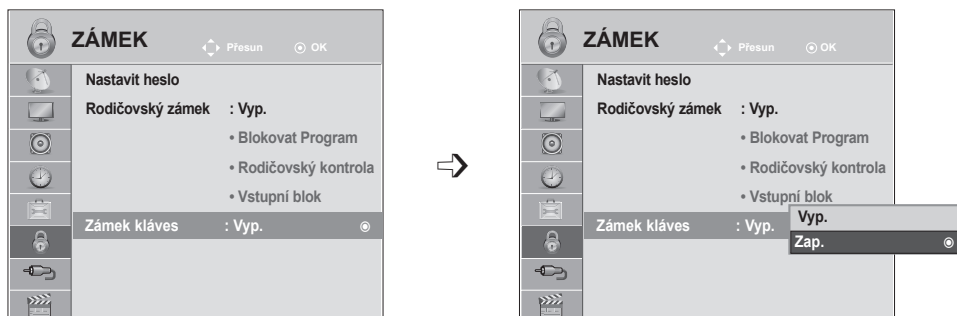 ZÁMEK
Přesun
OK
Nastavit heslo
Rodičovský zámek : Vyp.
• Blokovat Program
• Rodičovský kontrola
• Vstupní blok
Zámek kláves : Vyp.
ZÁMEK
Přesun
OK
Nastavit heslo
Rodičovský zámek : Vyp.
• Blokovat Program
• Rodičovský kontrola
• Vstupní blok
Zámek kláves : Vyp.
Vyp.
Zap.